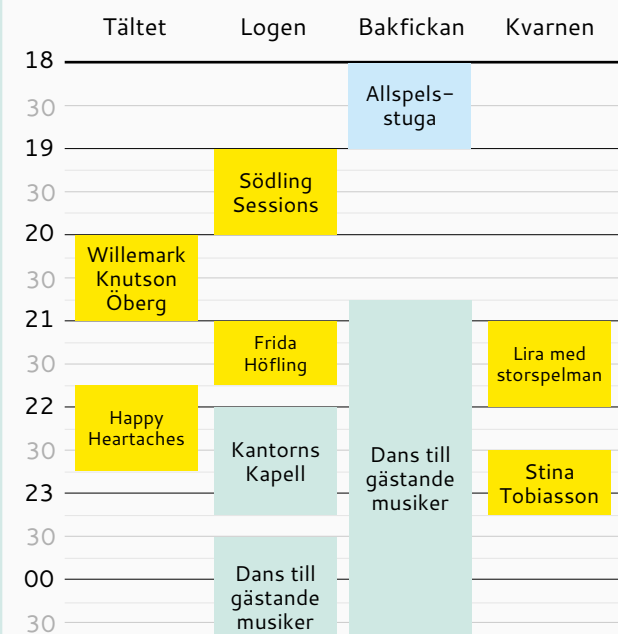 Tältet Logen Bakfickan Kvarnen
18
Allspels-
stuga
30
19
Södling
Sessions
30
20
Willemark
Knutson
Öberg
30
21
Frida
Höfling
Lira med
storspelman
30
22
Happy
Heartaches
Kantorns
Kapell
Dans till
gästande
musiker
30
Stina
Tobiasson
23
30
00
Dans till
gästande
musiker
30